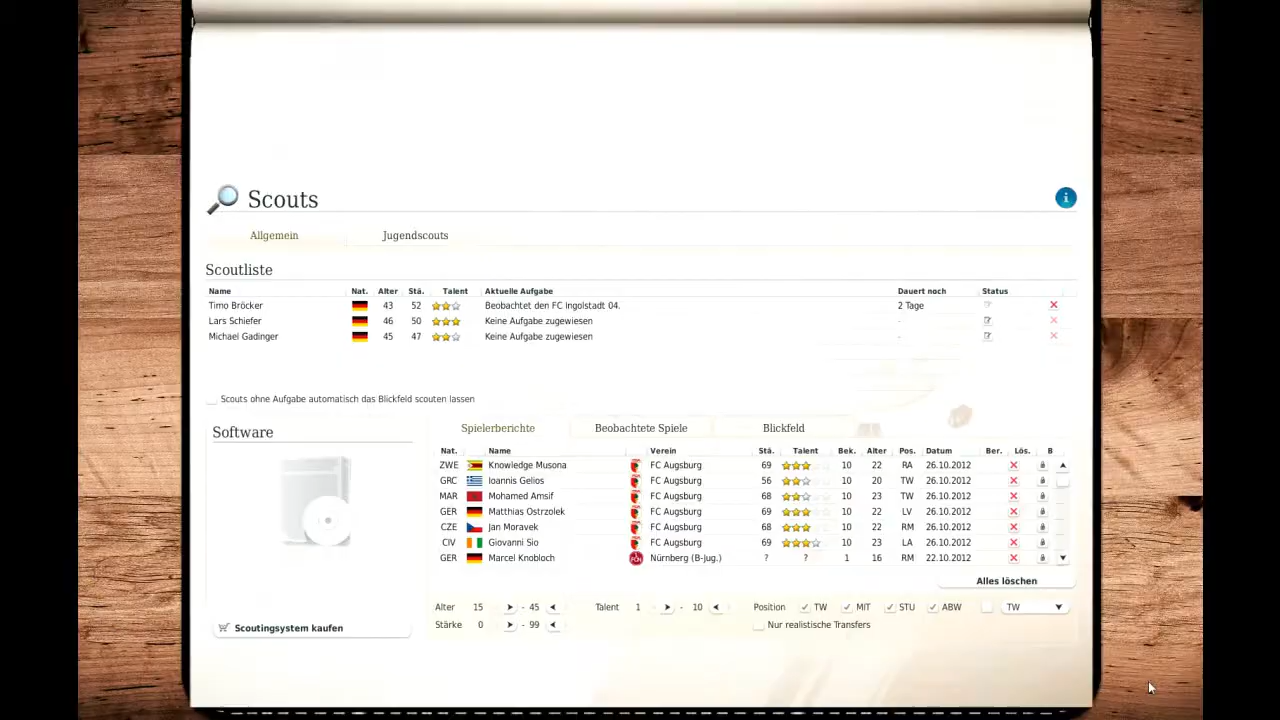 Scouts
i
Allgemein Jugendscouts
Scoutliste
Name Nat. Alter Stä. Talent Aktuelle Aufgabe Dauert noch Status
Timo Bröcker 43 52 Beobachtet den FC Ingolstadt 04. 2 Tage
Lars Schiefer 46 50 Keine Aufgabe zugewiesen -
Michael Gadinger 45 47 Keine Aufgabe zugewiesen -
Scouts ohne Aufgabe automatisch das Blickfeld scouten lassen
Software
Spielerberichte Beobachtete Spiele Blickfeld
Nat. Name Verein Stä. Talent Bek. Alter Pos. Datum Ber. Lös. B
ZWE Knowledge Musona FC Augsburg 69 10 22 RA 26.10.2012
GRC Ioannis Gelios FC Augsburg 56 10 20 TW 26.10.2012
MAR Mohamed Amsif FC Augsburg 68 10 23 TW 26.10.2012
GER Matthias Ostrzolek FC Augsburg 69 10 22 LV 26.10.2012
CZE Jan Moravek FC Augsburg 68 10 22 RM 26.10.2012
CIV Giovanni Sio FC Augsburg 69 10 23 LA 26.10.2012
GER Marcel Knobloch Nürnberg (B-Jug.) ? ? 1 16 RM 22.10.2012
Alles löschen
Alter 15 - 45 Talent 1 - 10 Position TW MIT STU ABW TW
Stärke 0 - 99 Nur realistische Transfers
Scoutingsystem kaufen